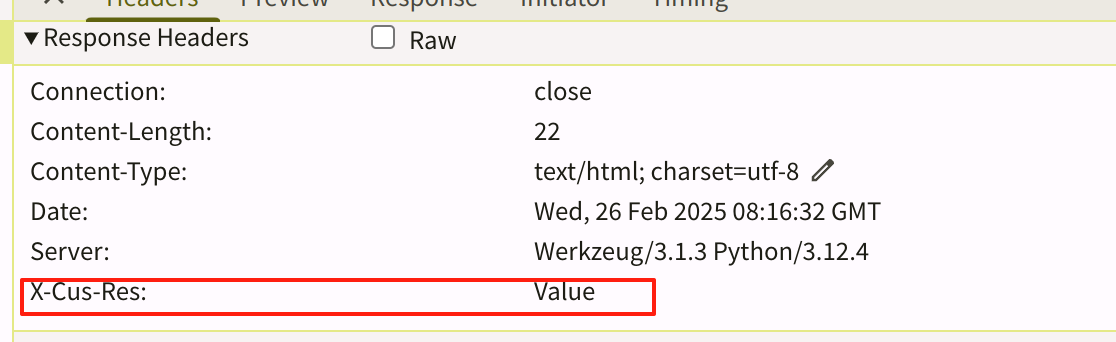 Headers Preview Response Initiator Timing
▼ Response Headers Raw
Connection: close
Content-Length: 22
Content-Type: text/html; charset=utf-8
Date: Wed, 26 Feb 2025 08:16:32 GMT
Server: Werkzeug/3.1.3 Python/3.12.4
X-Cus-Res: Value